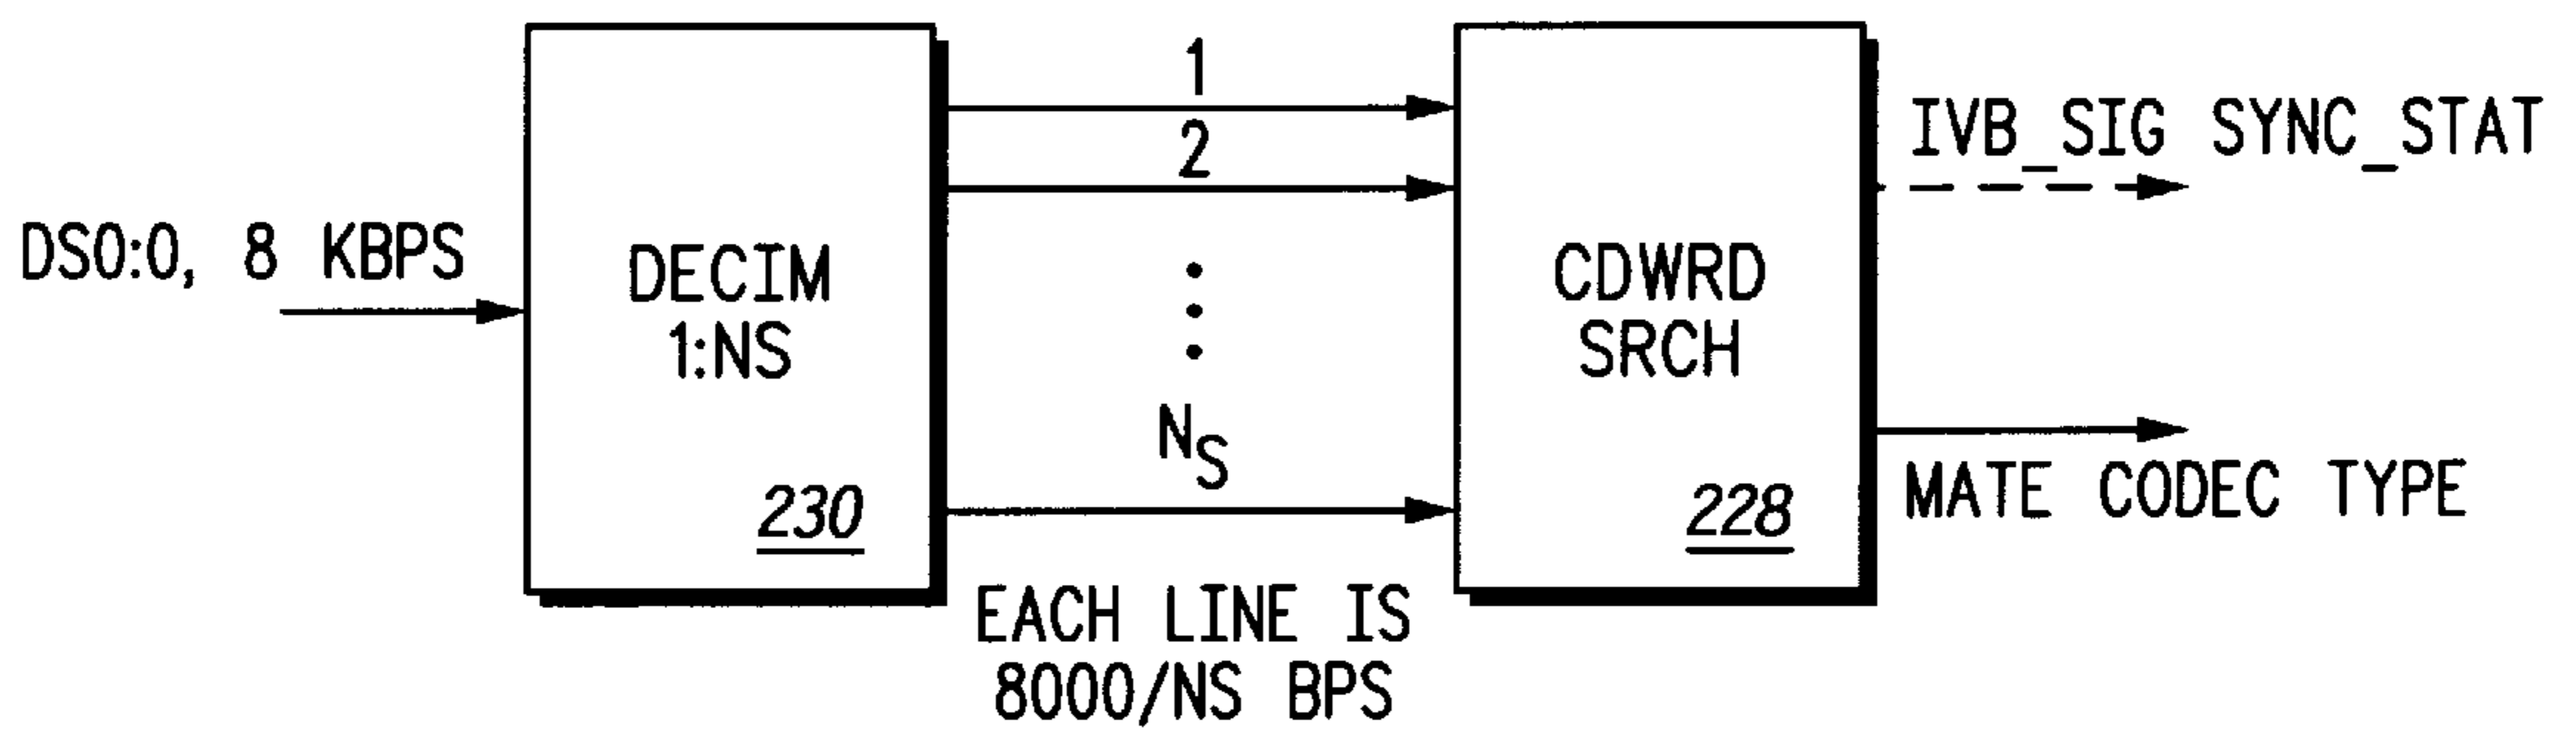 DS0:0, 8 KBPS
DECIM
1:NS
230
1
2
NS
EACH LINE IS
8000/NS BPS
CDWRD
SRCH
228
IVB_SIG SYNC_STAT
MATE CODEC TYPE